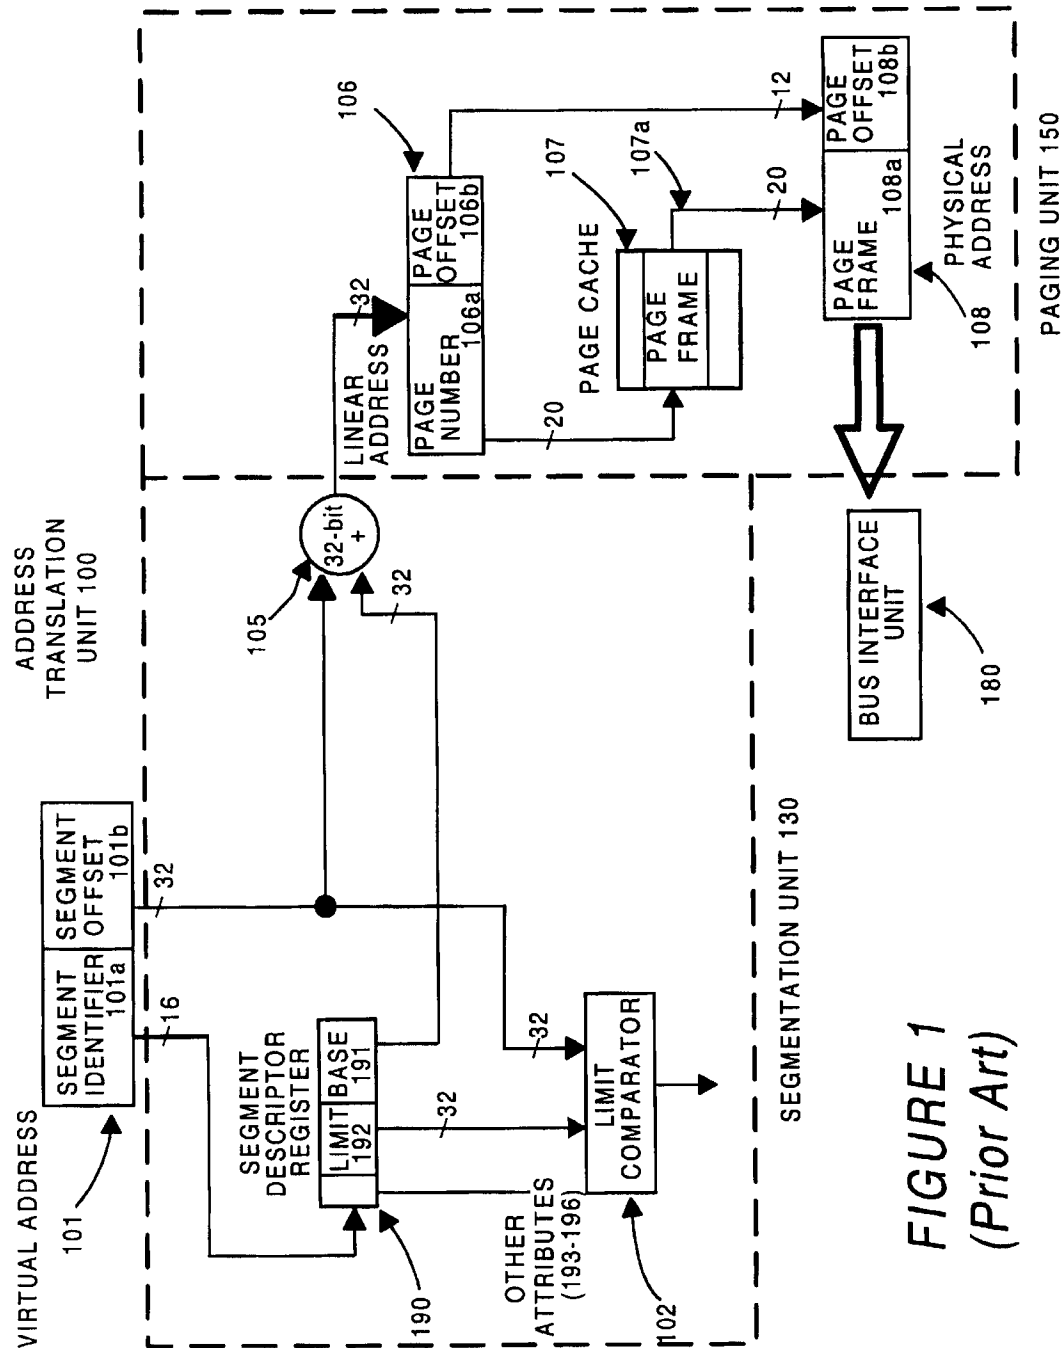 ADDRESS
TRANSLATION
UNIT 100
VIRTUAL ADDRESS
101
SEGMENT
IDENTIFIER
101a
SEGMENT
OFFSET
101b
16
32
SEGMENT
DESCRIPTOR
REGISTER
LIMIT
192
BASE
191
190
32
32
32
OTHER
ATTRIBUTES
(193-196)
LIMIT
COMPARATOR
102
105
32-bit
+
LINEAR
ADDRESS
32
106
PAGE
NUMBER
106a
PAGE
OFFSET
106b
20
12
PAGE CACHE
107
PAGE
FRAME
107a
20
PAGE
FRAME
108a
PAGE
OFFSET
108b
108
PHYSICAL
ADDRESS
PAGING UNIT 150
SEGMENTATION UNIT 130
BUS INTERFACE
UNIT
180
FIGURE 1
(Prior Art)